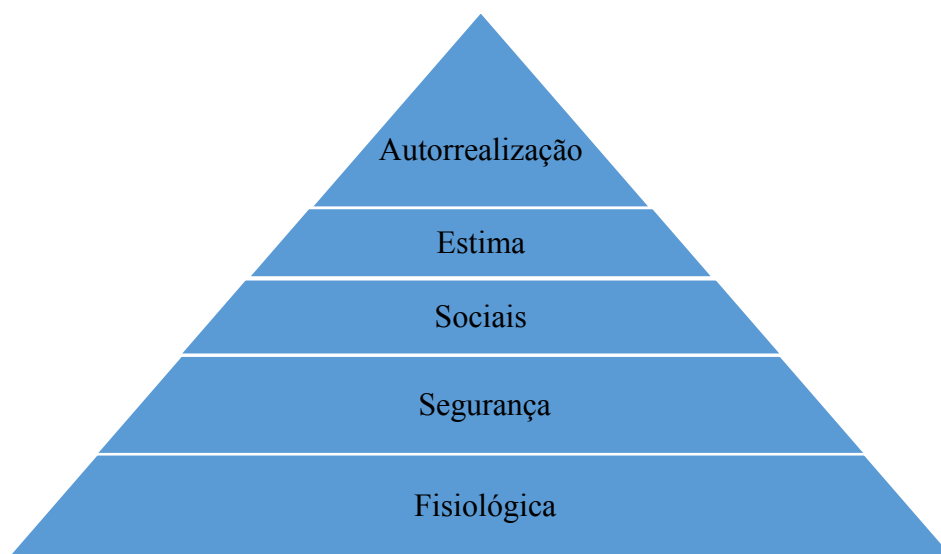 Autorrealização
Estima
Sociais
Segurança
Fisiológica